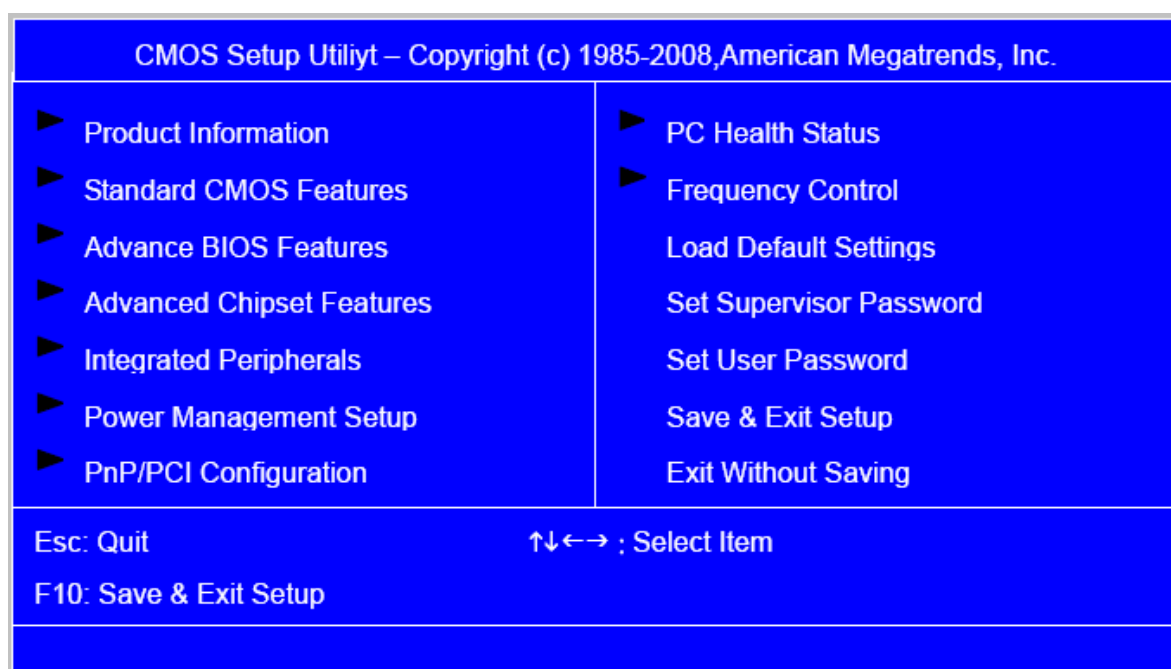 CMOS Setup Utiliyt – Copyright (c) 1985-2008,American Megatrends, Inc.
Product Information
Standard CMOS Features
Advance BIOS Features
Advanced Chipset Features
Integrated Peripherals
Power Management Setup
PnP/PCI Configuration
PC Health Status
Frequency Control
Load Default Settings
Set Supervisor Password
Set User Password
Save & Exit Setup
Exit Without Saving
Esc: Quit
↑↓←→ : Select Item
F10: Save & Exit Setup